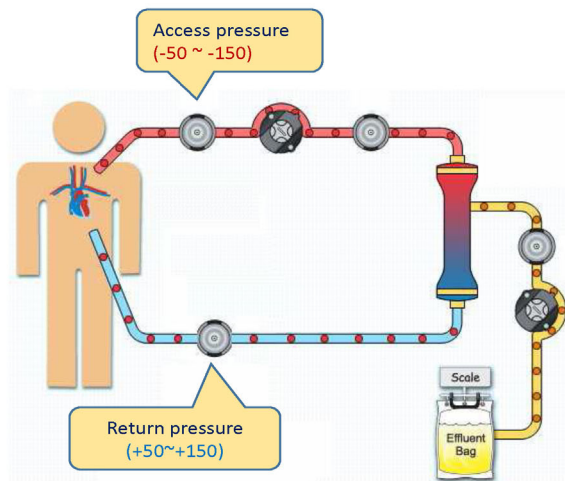 Access pressure
(-50 ~ -150)
Return pressure
(+50~+150)
Scale
Effluent
Bag